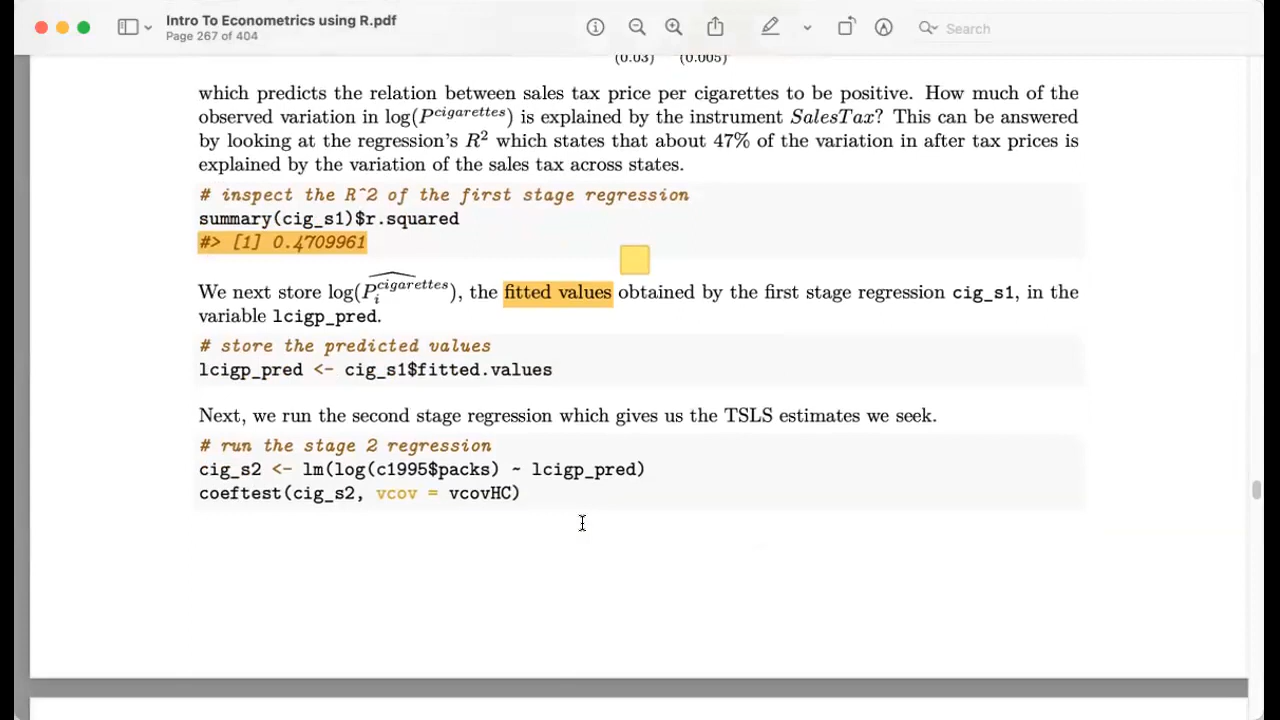 Intro To Econometrics using R.pdf
Page 267 of 404
Search
(0.03) (0.005)
which predicts the relation between sales tax price per cigarettes to be positive. How much of the
observed variation in log(P^cigarettes) is explained by the instrument SalesTax? This can be answered
by looking at the regression's R² which states that about 47% of the variation in after tax prices is
explained by the variation of the sales tax across states.
# inspect the R^2 of the first stage regression
summary(cig_s1)$r.squared
#> [1] 0.4709961
We next store log(P̂_i^cigarettes), the fitted values obtained by the first stage regression cig_s1, in the
variable lcigp_pred.
# store the predicted values
lcigp_pred <- cig_s1$fitted.values
Next, we run the second stage regression which gives us the TSLS estimates we seek.
# run the stage 2 regression
cig_s2 <- lm(log(c1995$packs) ~ lcigp_pred)
coeftest(cig_s2, vcov = vcovHC)